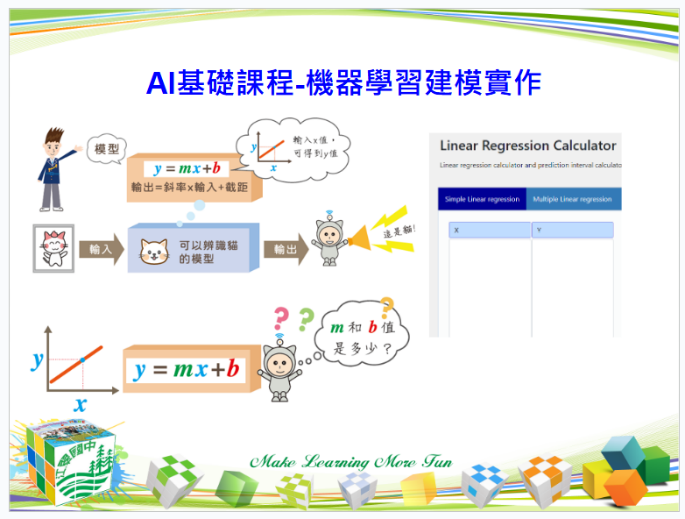 AI基礎課程-機器學習建模實作
模型
y = mx+b
輸出=斜率x輸入+截距
y
x
輸入x值，
可得到y值
輸入
可以辨識貓
的模型
輸出
這是貓!
y
x
y = mx+b
? ? ?
m 和 b 值
是多少?
Linear Regression Calculator
Linear regression calculator and prediction interval calculato
Simple Linear regression
Multiple Linear regression
X
Y
Make Learning More Fun